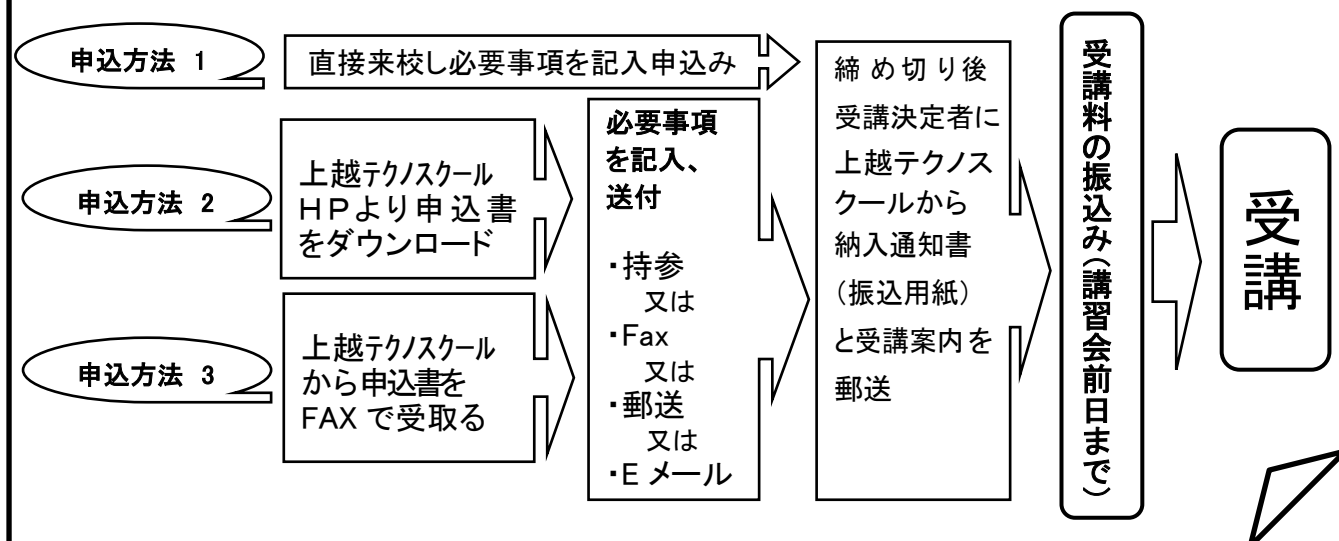 申込方法 1
直接来校し必要事項を記入申込み
申込方法 2
上越ﾃｸﾉｽｸｰﾙ
ＨＰより申込書
をダウンロード
申込方法 3
上越ﾃｸﾉｽｸｰﾙ
から申込書を
FAX で受取る
必要事項
を記入、
送付
・持参
又は
・Fax
又は
・郵送
又は
・E メール
締め切り後
受講決定者に
上越テクノス
クールから
納入通知書
（振込用紙）
と受講案内を
郵送
受講料の振込み（講習会前日まで）
受講